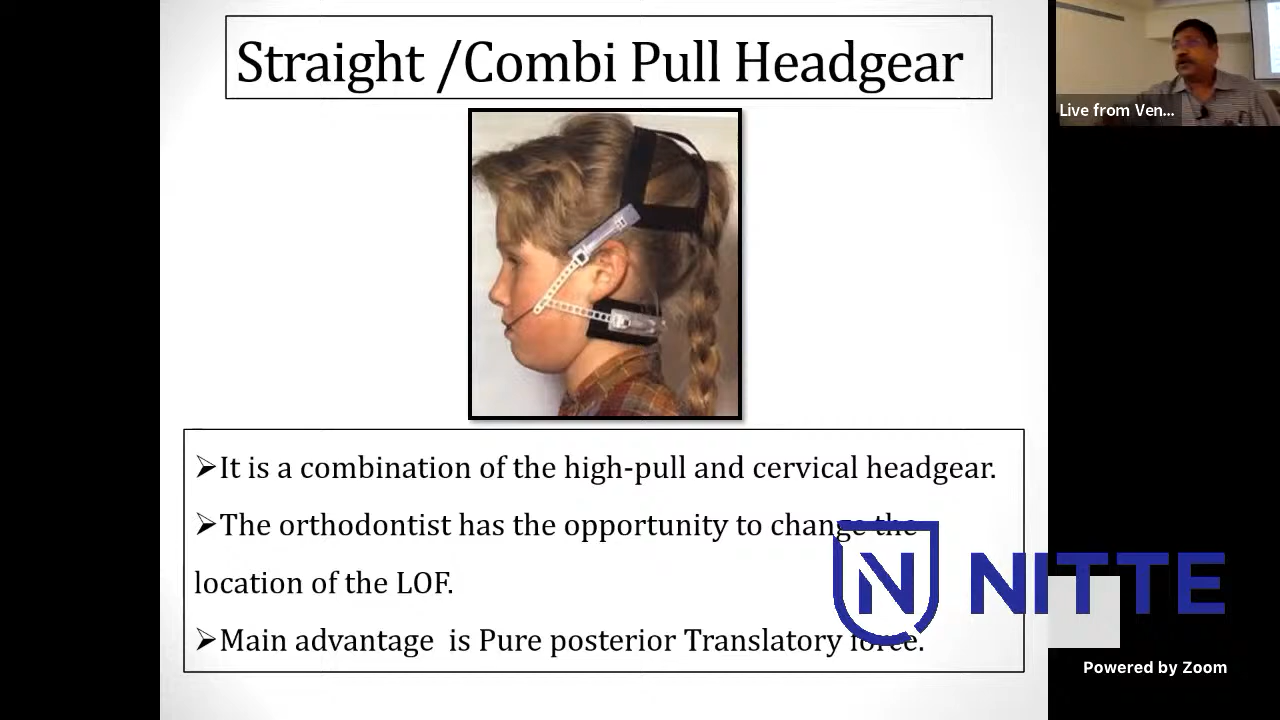 Straight /Combi Pull Headgear
Live from Ven...
➢It is a combination of the high-pull and cervical headgear.
➢The orthodontist has the opportunity to change the
location of the LOF.
➢Main advantage is Pure posterior Translatory force.
N NITTE
Powered by Zoom